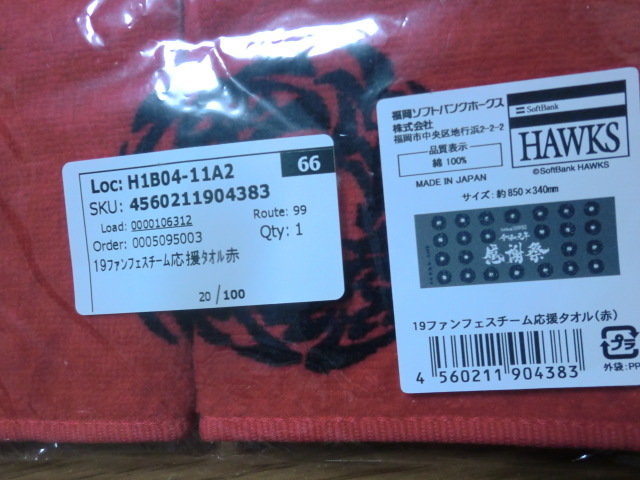 66
Loc: H1B04-11A2
SKU: 4560211904383
Load: 0000106312
Route: 99
Order: 0005095003
Qty: 1
19ファンフェスチーム応援タオル赤
20 / 100
福岡ソフトバンクホークス
株式会社
福岡市中央区地行浜2-2-2
品質表示
綿 100%
MADE IN JAPAN
SoftBank
HAWKS
©SoftBank HAWKS
サイズ:約850×340mm
感謝祭
19ファンフェスチーム応援タオル(赤)
4 560211 904383
プラ
外袋:PP